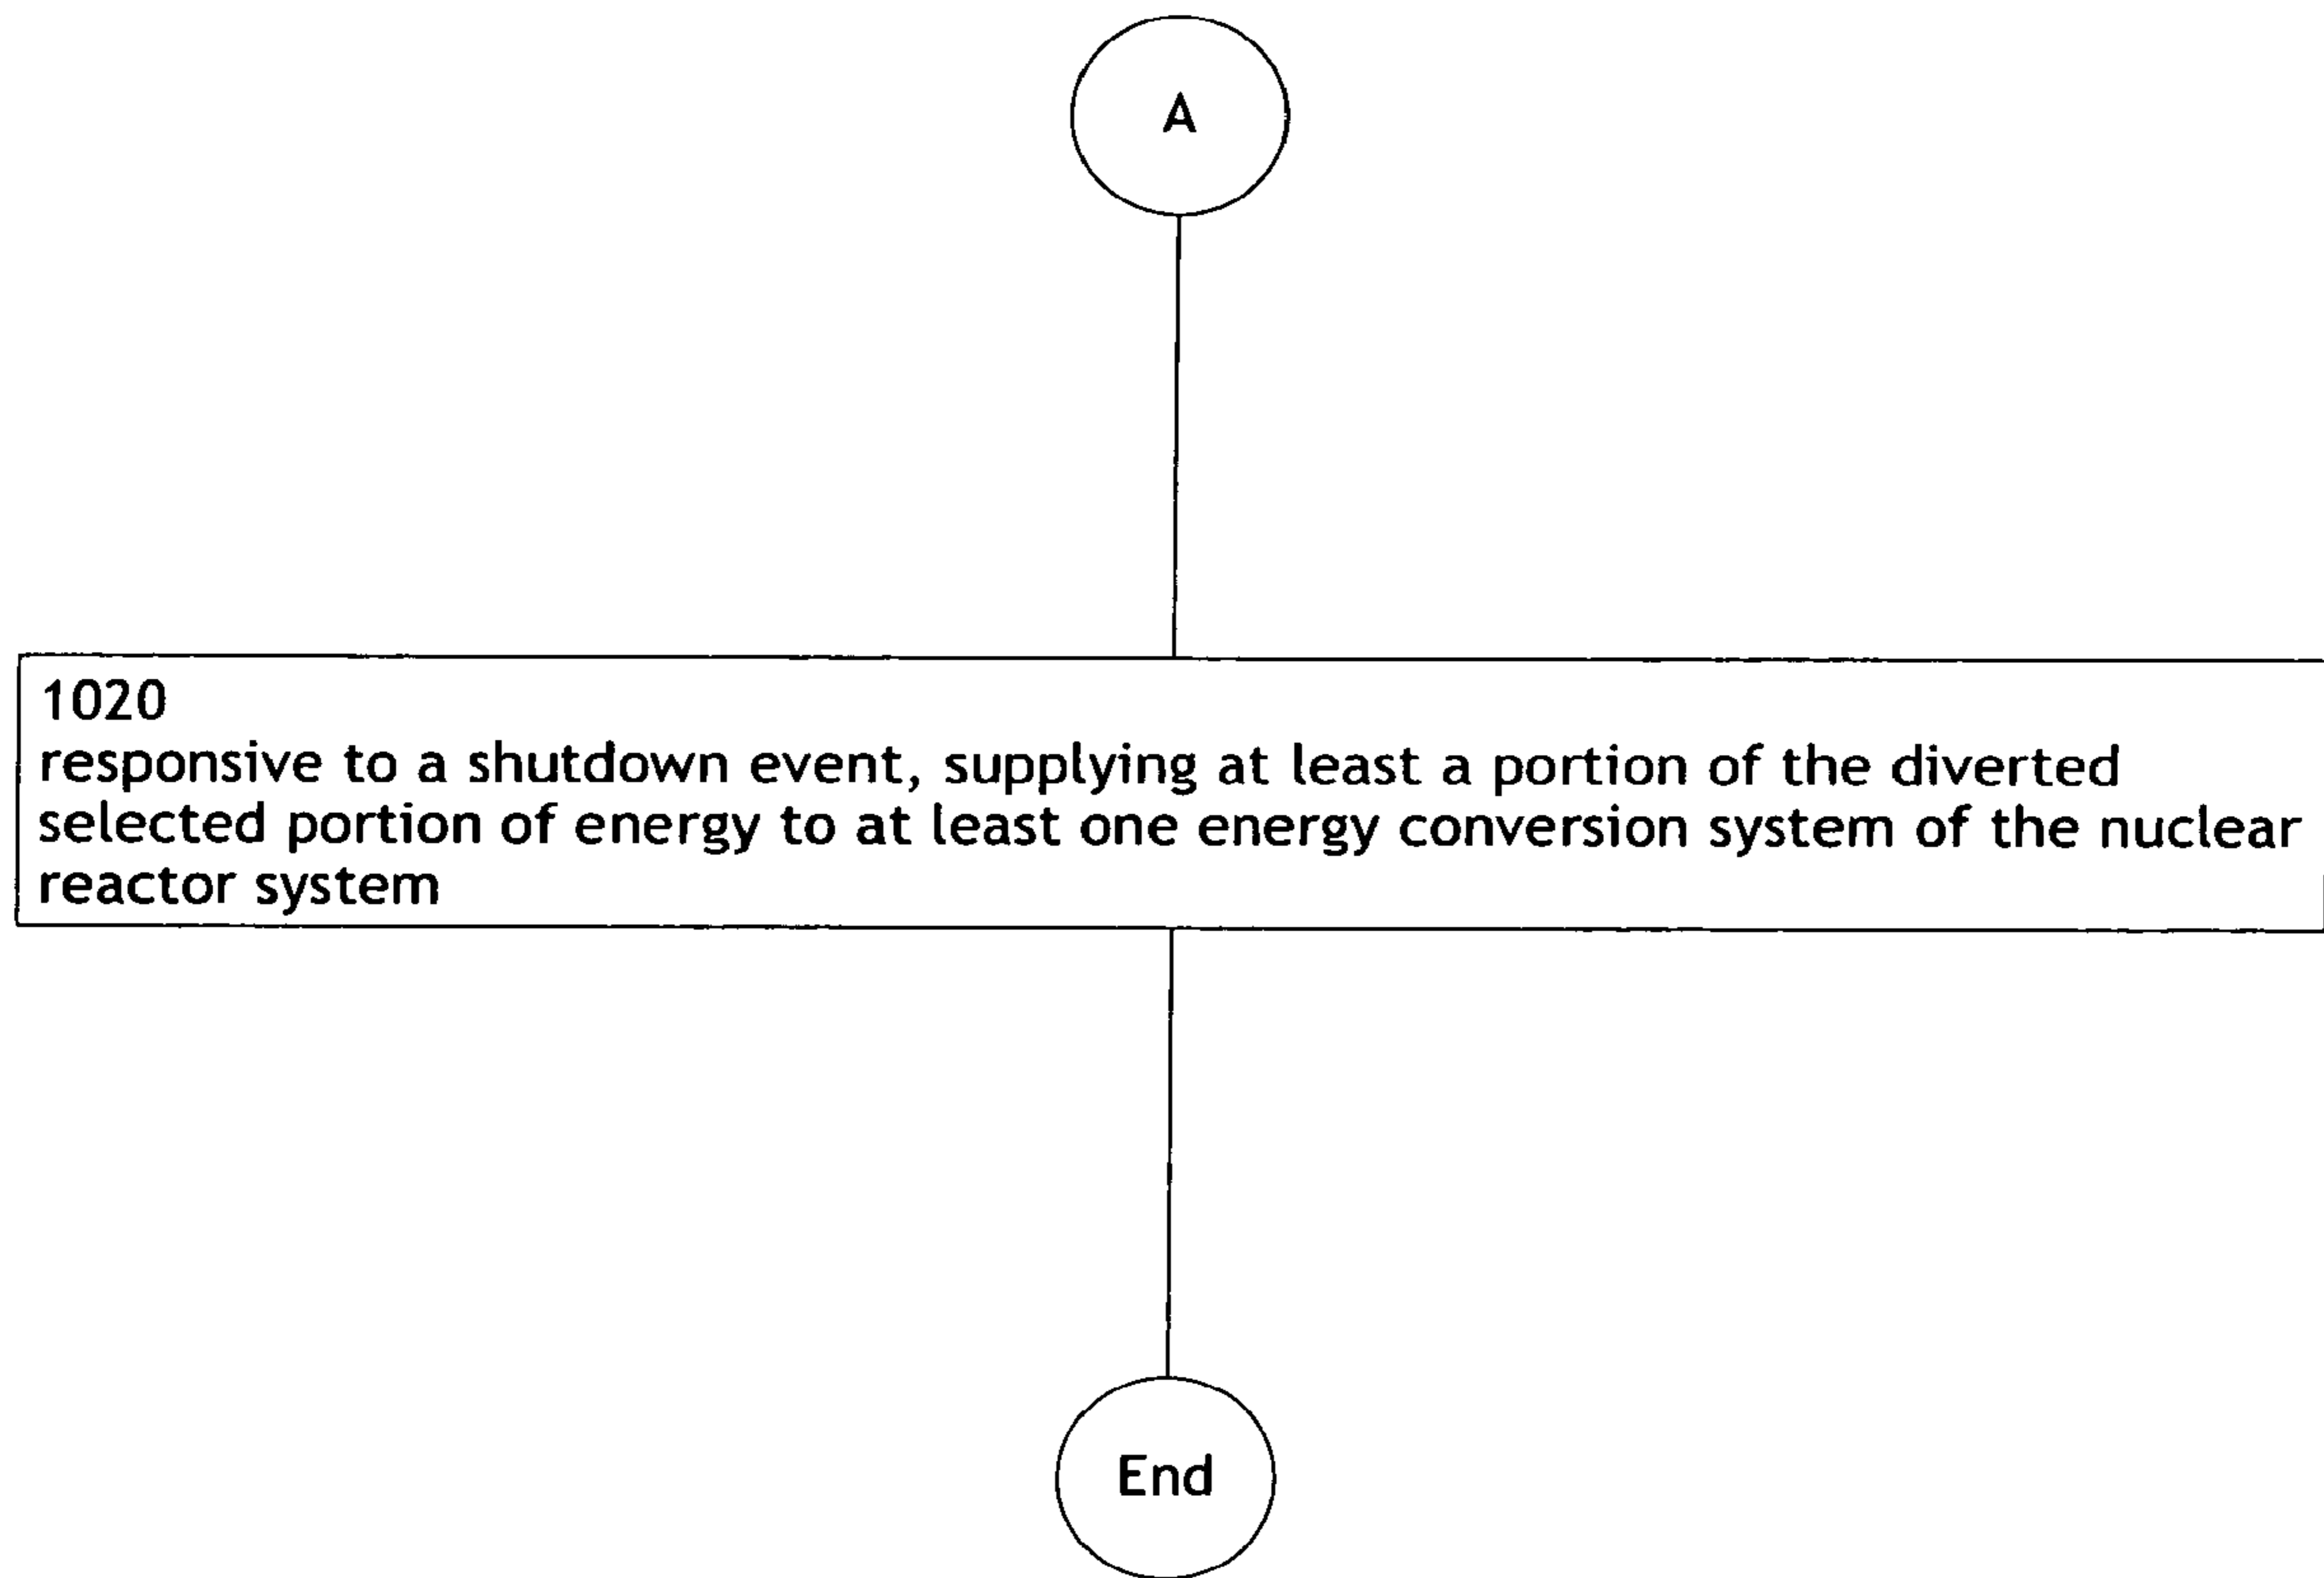 A
1020
responsive to a shutdown event, supplying at least a portion of the diverted
selected portion of energy to at least one energy conversion system of the nuclear
reactor system
End